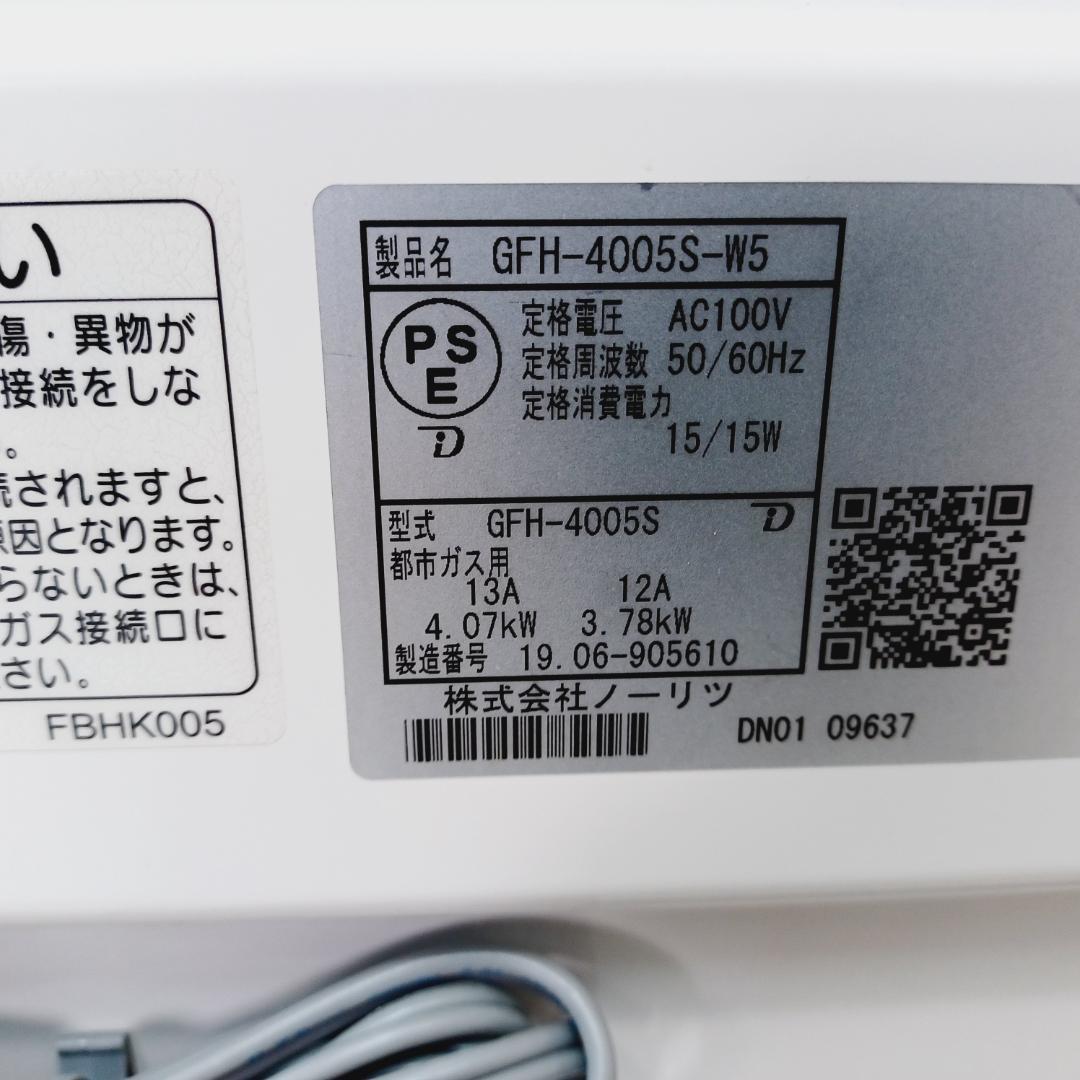 い
傷・異物が
接続をしな
。
続されますと、
原因となります。
らないときは、
ガス接続口に
ださい。
FBHK005
製品名 GFH-4005S-W5
PSE
定格電圧 AC100V
定格周波数 50/60Hz
定格消費電力
15/15W
型式 GFH-4005S
都市ガス用
13A 12A
4.07kW 3.78kW
製造番号 19.06-905610
株式会社ノーリツ
DN01 09637